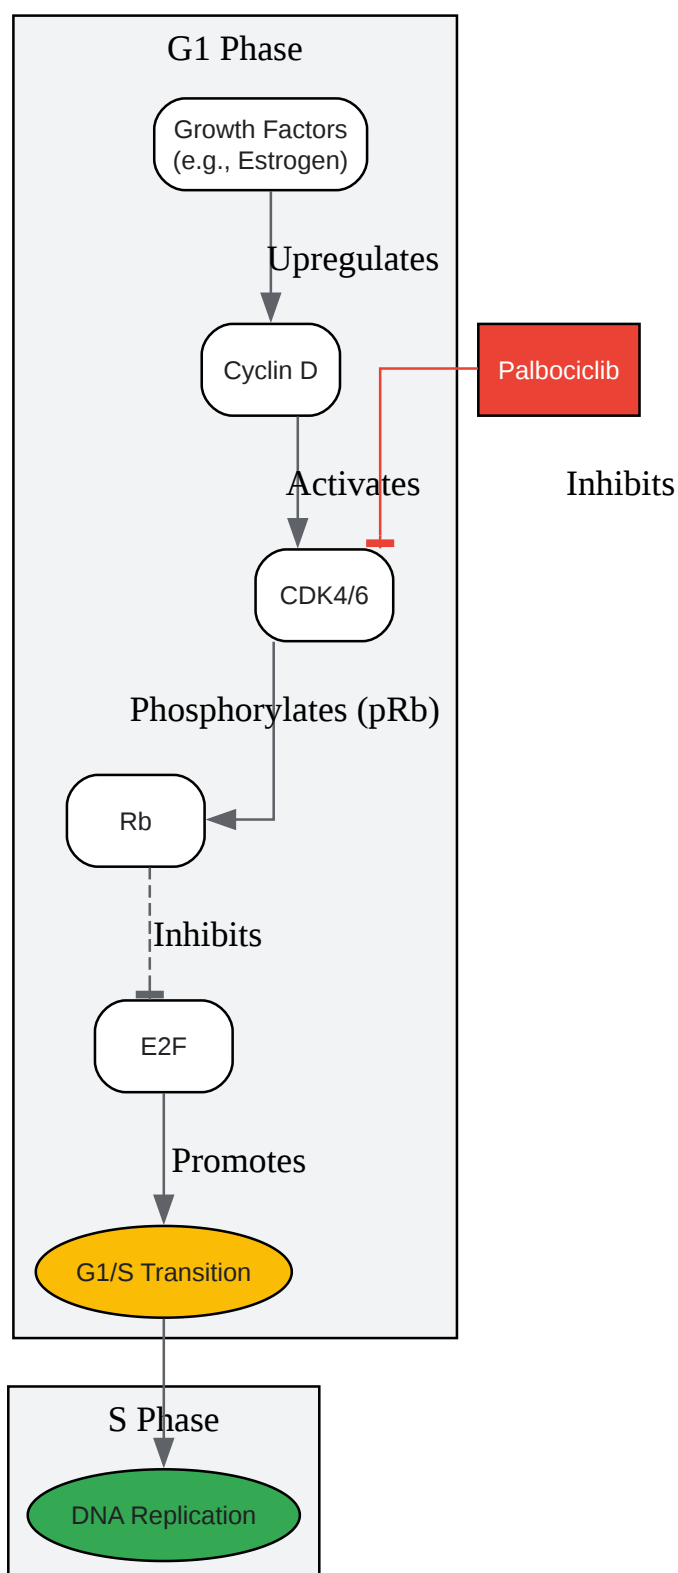 G1 Phase
Growth Factors
(e.g., Estrogen)
Upregulates
Cyclin D
Palbociclib
Activates
Inhibits
CDK4/6
Phosphorylates (pRb)
Rb
Inhibits
E2F
Promotes
G1/S Transition
S Phase
DNA Replication